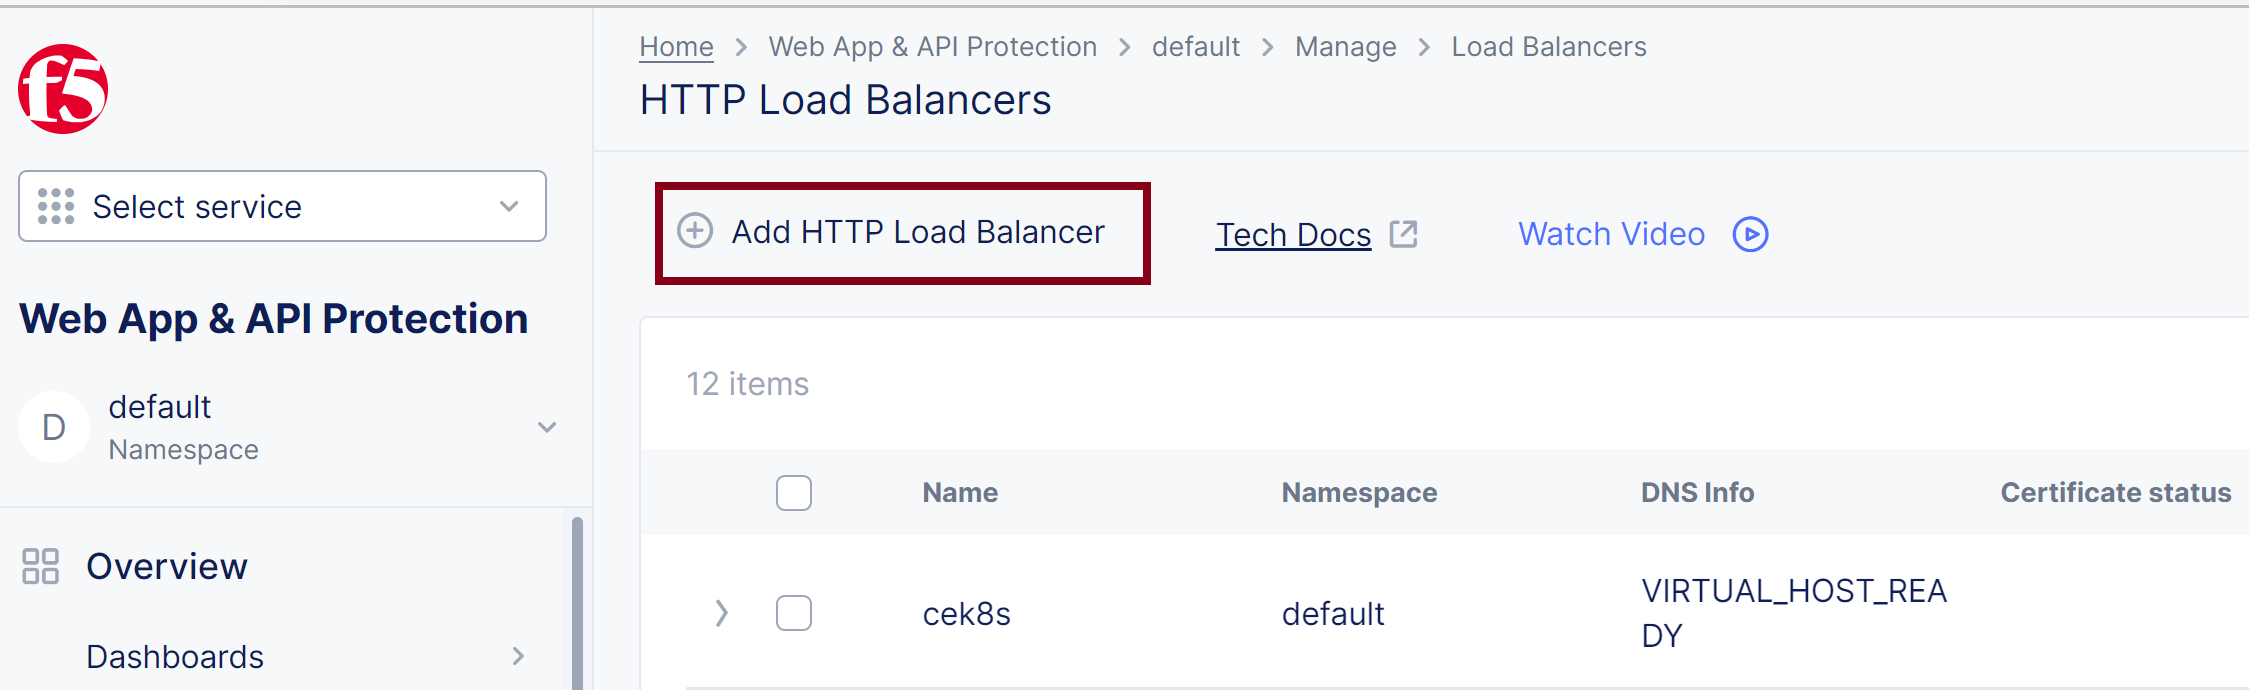 f5
Select service
Web App & API Protection
D
default
Namespace
Overview
Dashboards
Home > Web App & API Protection > default > Manage > Load Balancers
HTTP Load Balancers
Add HTTP Load Balancer
Tech Docs
Watch Video
12 items
Name Namespace DNS Info Certificate status
cek8s default VIRTUAL_HOST_REA
DY